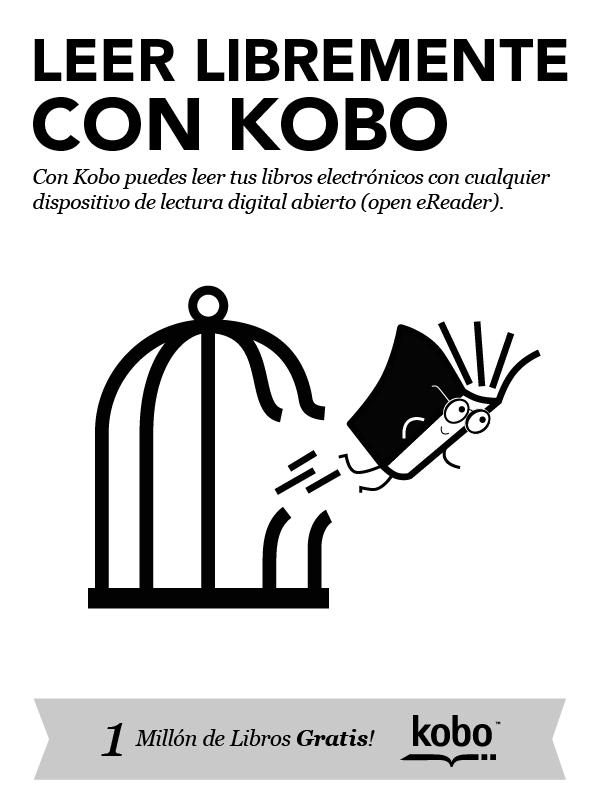 LEER LIBREMENTE
CON KOBO
Con Kobo puedes leer tus libros electrónicos con cualquier
dispositivo de lectura digital abierto (open eReader).
1 Millón de Libros Gratis!
kobo™